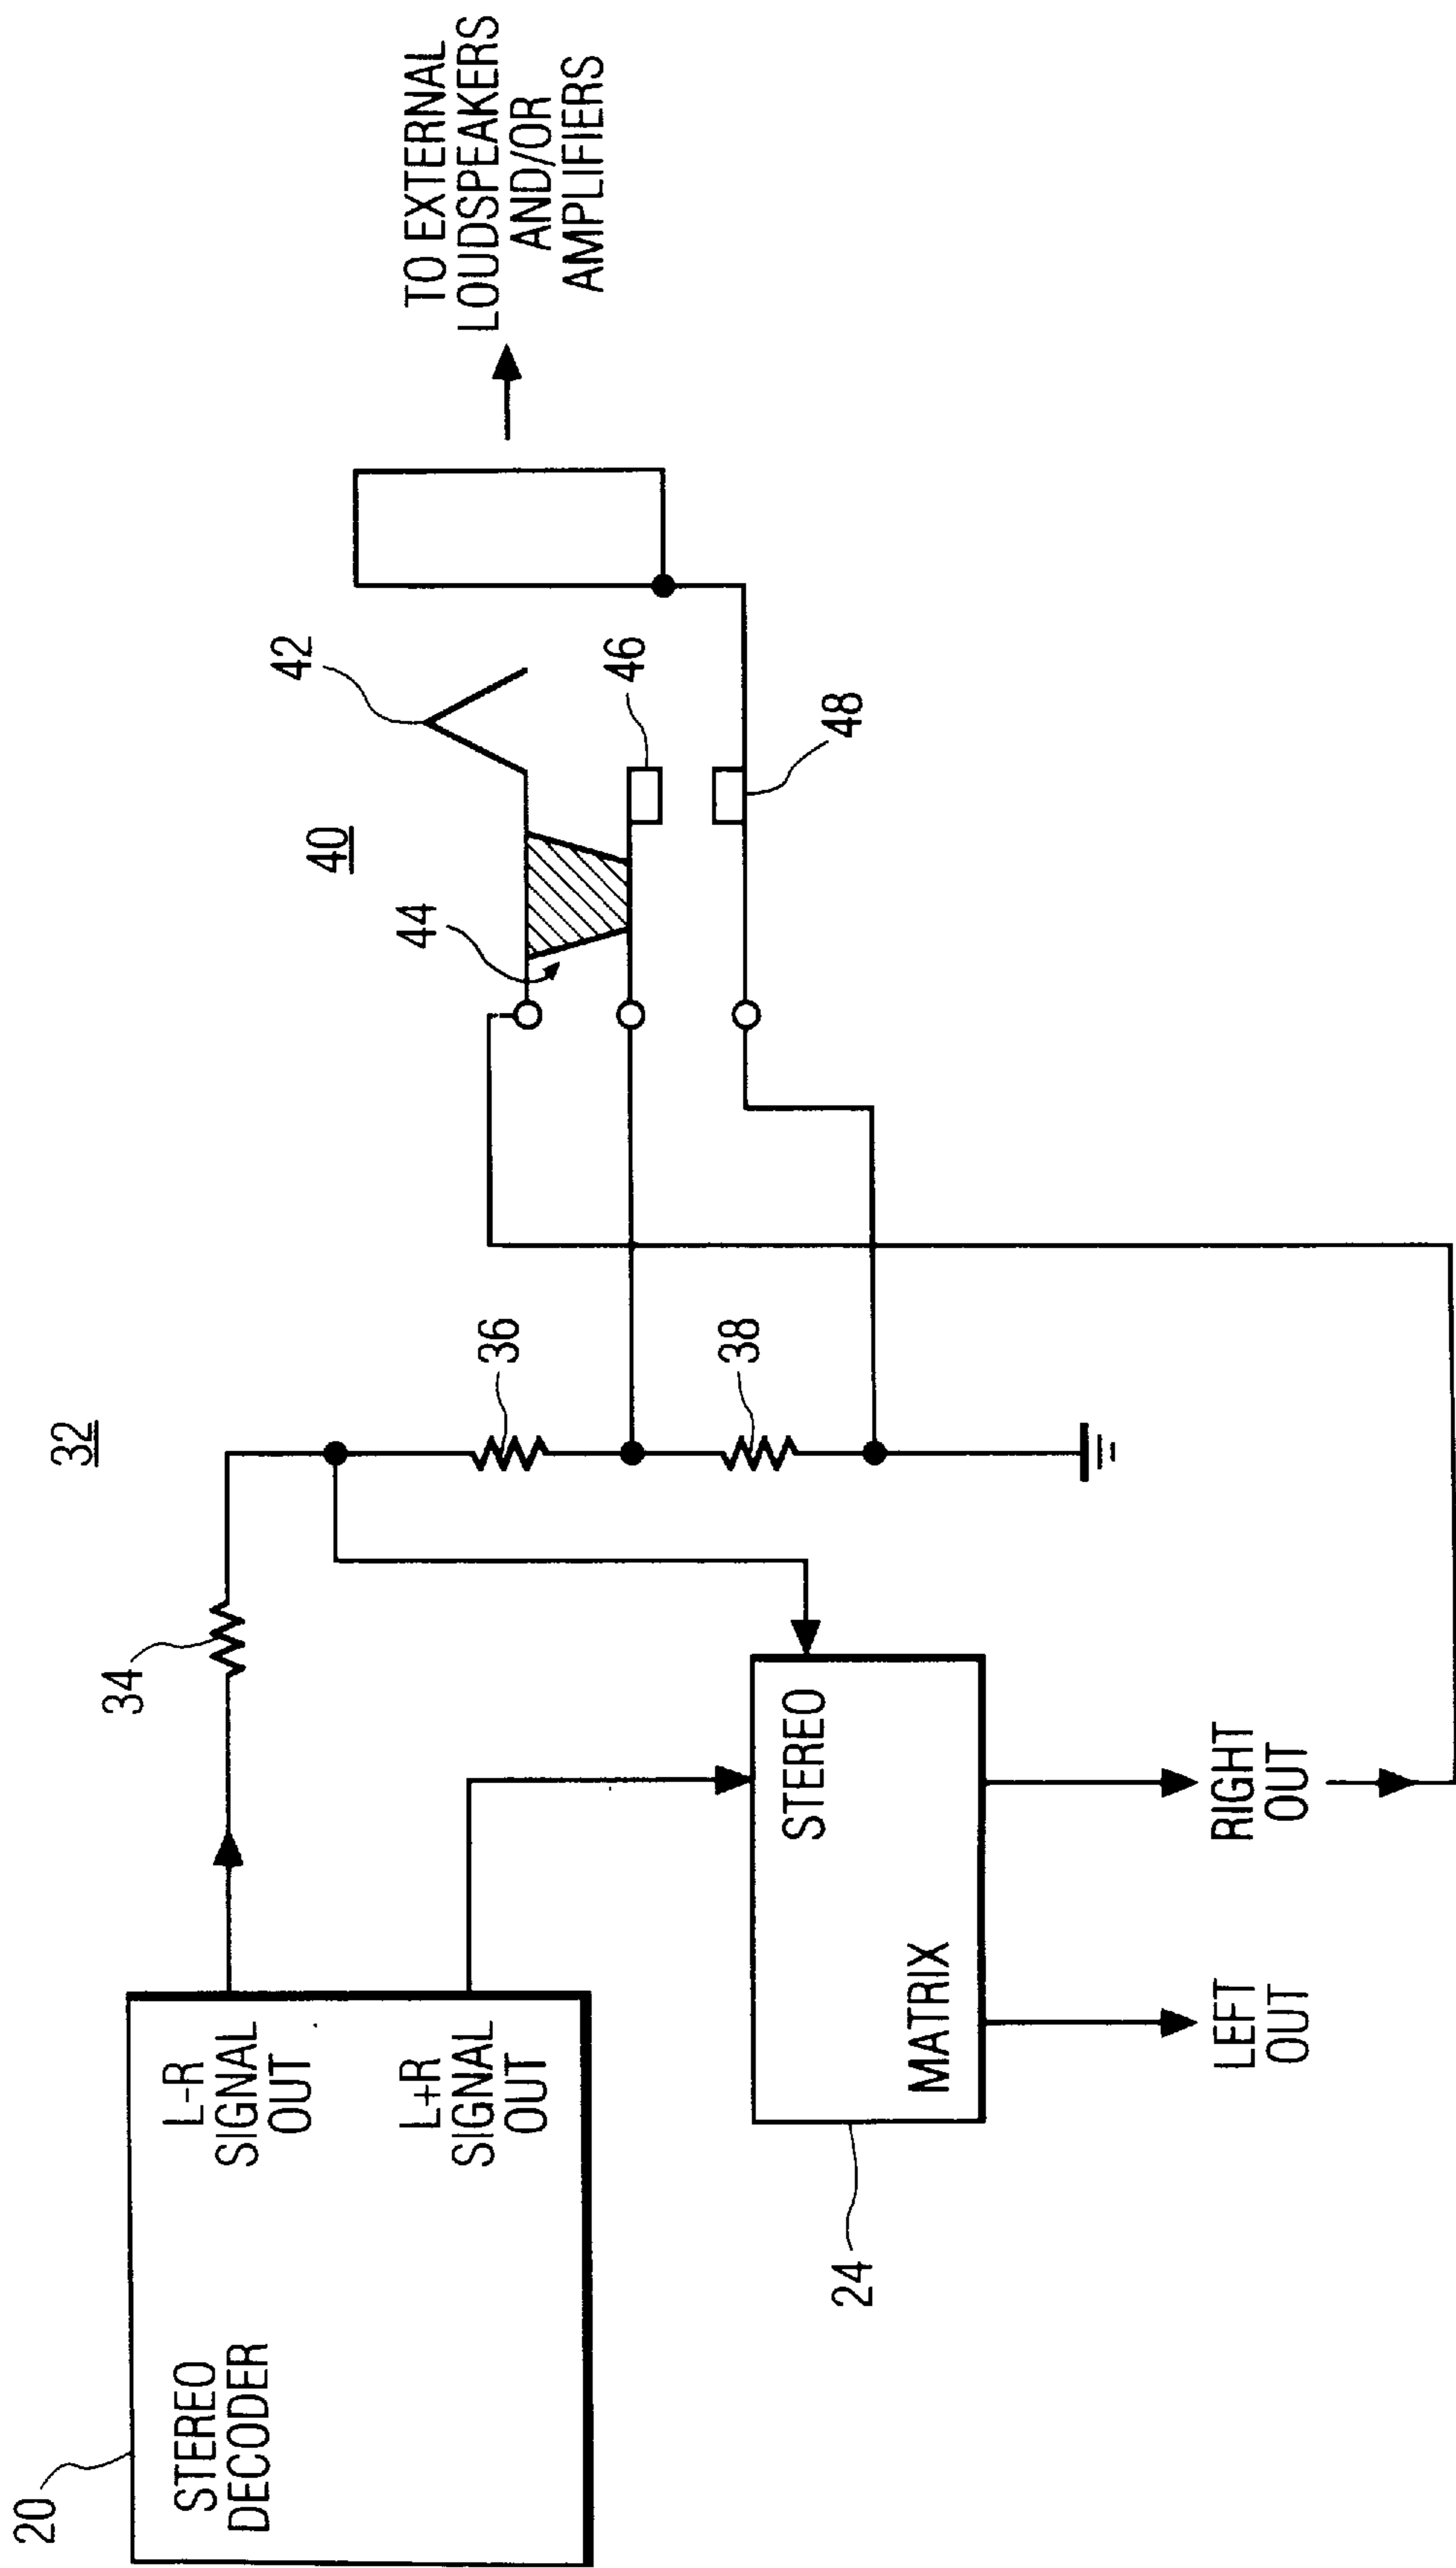 20
STEREO
DECODER
L-R
SIGNAL
OUT
L+R
SIGNAL
OUT
34
32
36
38
24
STEREO
MATRIX
LEFT
OUT
RIGHT
OUT
40
42
44
46
48
TO EXTERNAL
LOUDSPEAKERS
AND/OR
AMPLIFIERS